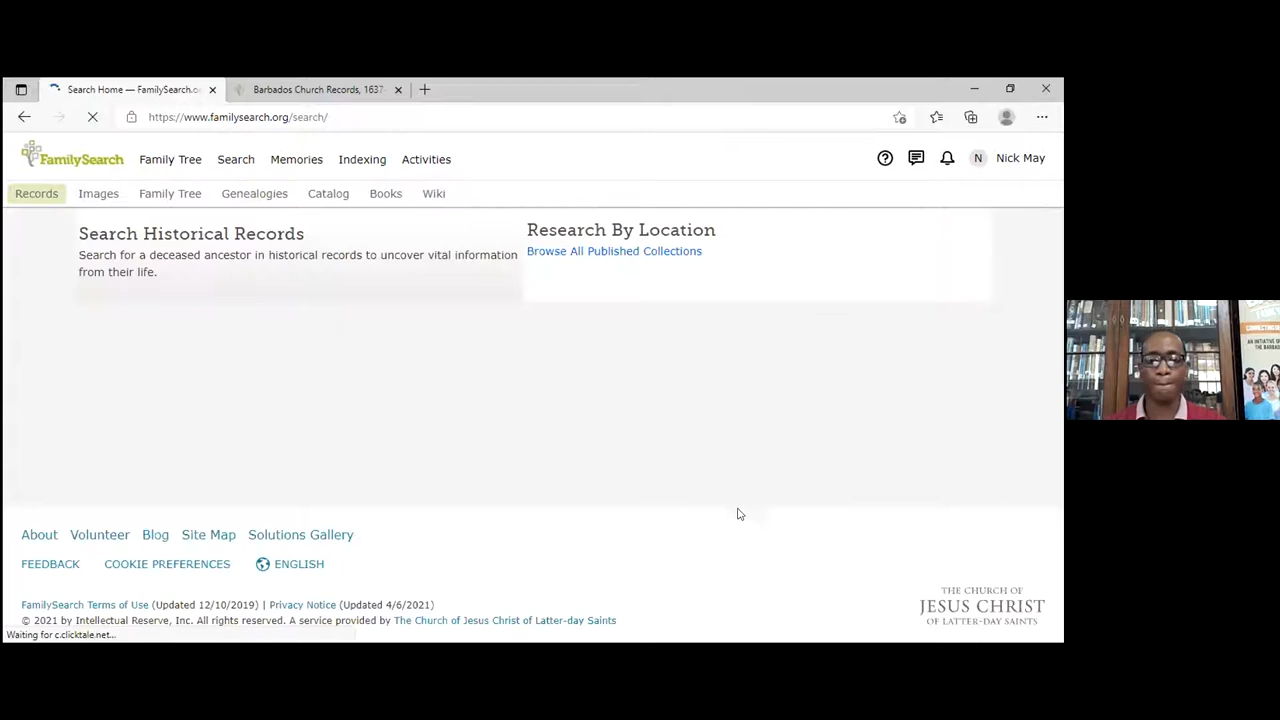 Search Home — FamilySearch.o
Barbados Church Records, 1637-
https://www.familysearch.org/search/
FamilySearch
Family Tree
Search
Memories
Indexing
Activities
N
Nick May
Records
Images
Family Tree
Genealogies
Catalog
Books
Wiki
Search Historical Records
Search for a deceased ancestor in historical records to uncover vital information
from their life.
Research By Location
Browse All Published Collections
About
Volunteer
Blog
Site Map
Solutions Gallery
FEEDBACK
COOKIE PREFERENCES
ENGLISH
FamilySearch Terms of Use (Updated 12/10/2019) | Privacy Notice (Updated 4/6/2021)
© 2021 by Intellectual Reserve, Inc. All rights reserved. A service provided by The Church of Jesus Christ of Latter-day Saints
THE CHURCH OF
JESUS CHRIST
OF LATTER-DAY SAINTS
Waiting for c.clicktale.net...
AN INITIATIVE OF
THE BARBAD